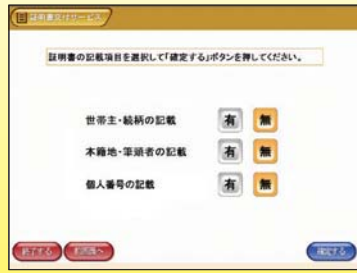 証明書交付サービス
証明書の記載項目を選択して「確定する」ボタンを押してください。
世帯主・続柄の記載 有 無
本籍地・筆頭者の記載 有 無
個人番号の記載 有 無
終了する 前画面へ 確定する